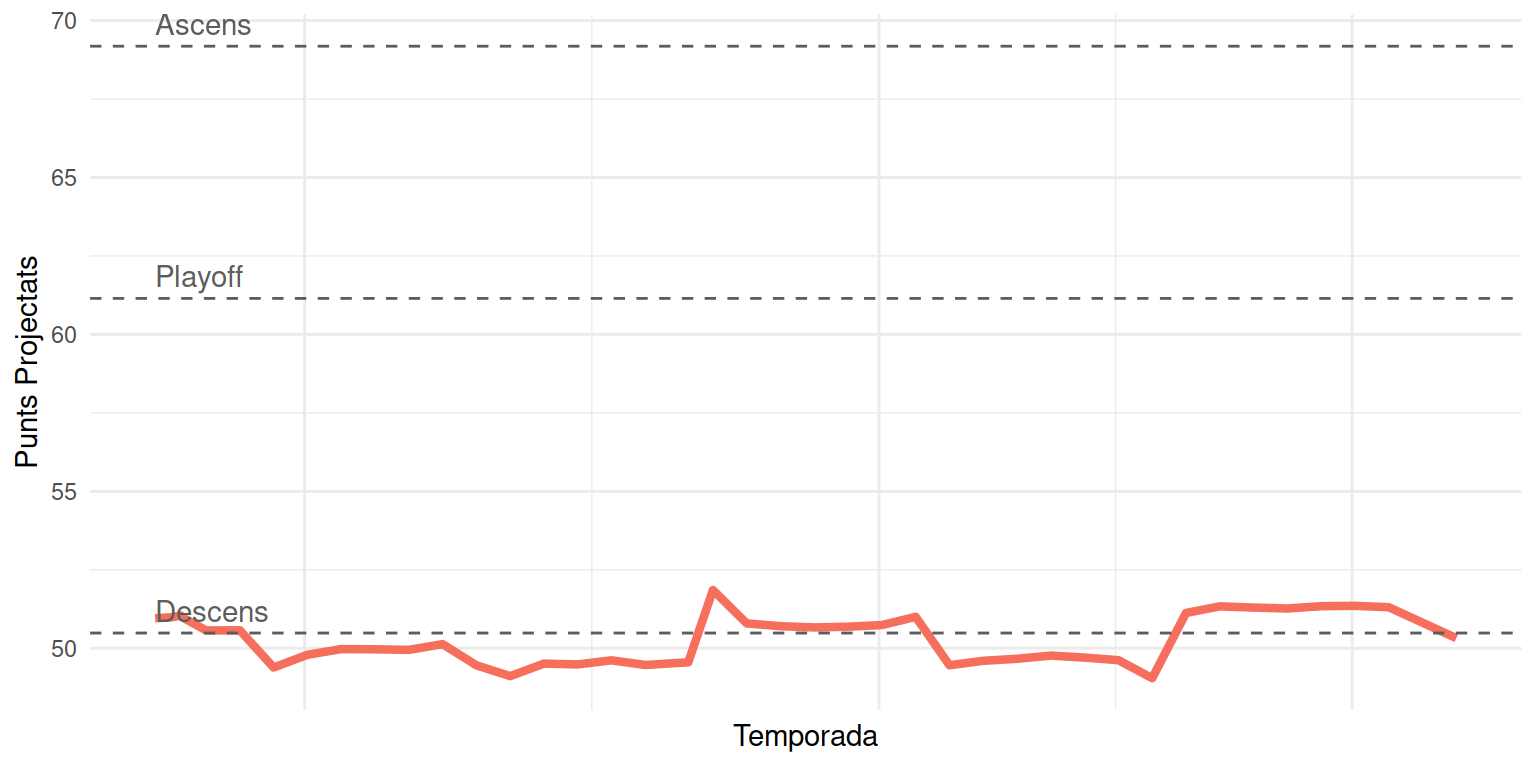 70
Ascens
65
Playoff
60
55
Descens
50
Punts Projectats
Temporada